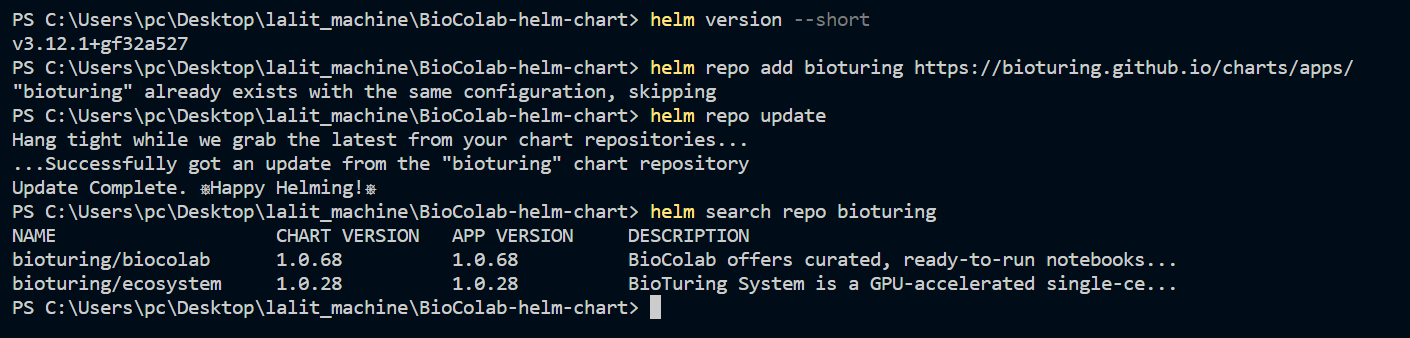 PS C:\Users\pc\Desktop\lalit_machine\BioColab-helm-chart> helm version --short
v3.12.1+gf32a527
PS C:\Users\pc\Desktop\lalit_machine\BioColab-helm-chart> helm repo add bioturing https://bioturing.github.io/charts/apps/
"bioturing" already exists with the same configuration, skipping
PS C:\Users\pc\Desktop\lalit_machine\BioColab-helm-chart> helm repo update
Hang tight while we grab the latest from your chart repositories...
...Successfully got an update from the "bioturing" chart repository
Update Complete. ⎈Happy Helming!⎈
PS C:\Users\pc\Desktop\lalit_machine\BioColab-helm-chart> helm search repo bioturing
NAME                    CHART VERSION   APP VERSION     DESCRIPTION
bioturing/biocolab      1.0.68          1.0.68          BioColab offers curated, ready-to-run notebooks...
bioturing/ecosystem     1.0.28          1.0.28          BioTuring System is a GPU-accelerated single-ce...
PS C:\Users\pc\Desktop\lalit_machine\BioColab-helm-chart>